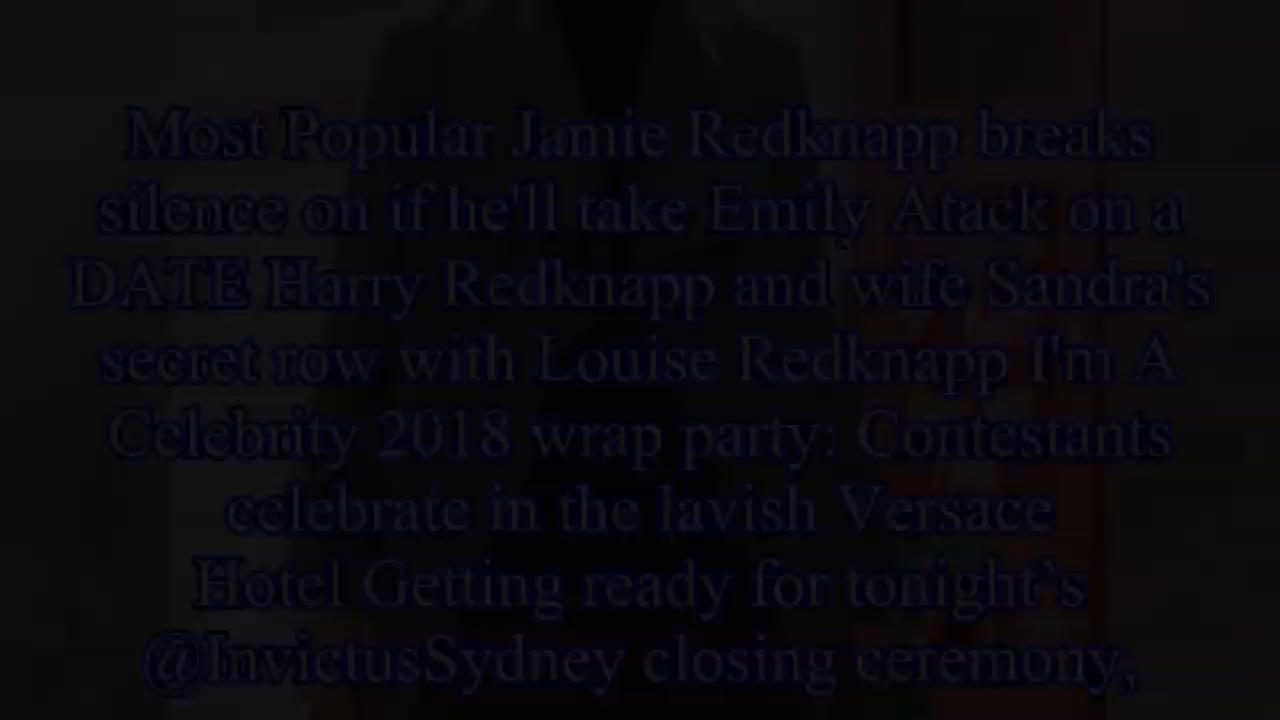 Most Popular Jamie Redknapp breaks
silence on if he'll take Emily Atack on a
DATE Harry Redknapp and wife Sandra's
secret row with Louise Redknapp I'm A
Celebrity 2018 wrap party: Contestants
celebrate in the lavish Versace
Hotel Getting ready for tonight’s
@InvictusSydney closing ceremony,